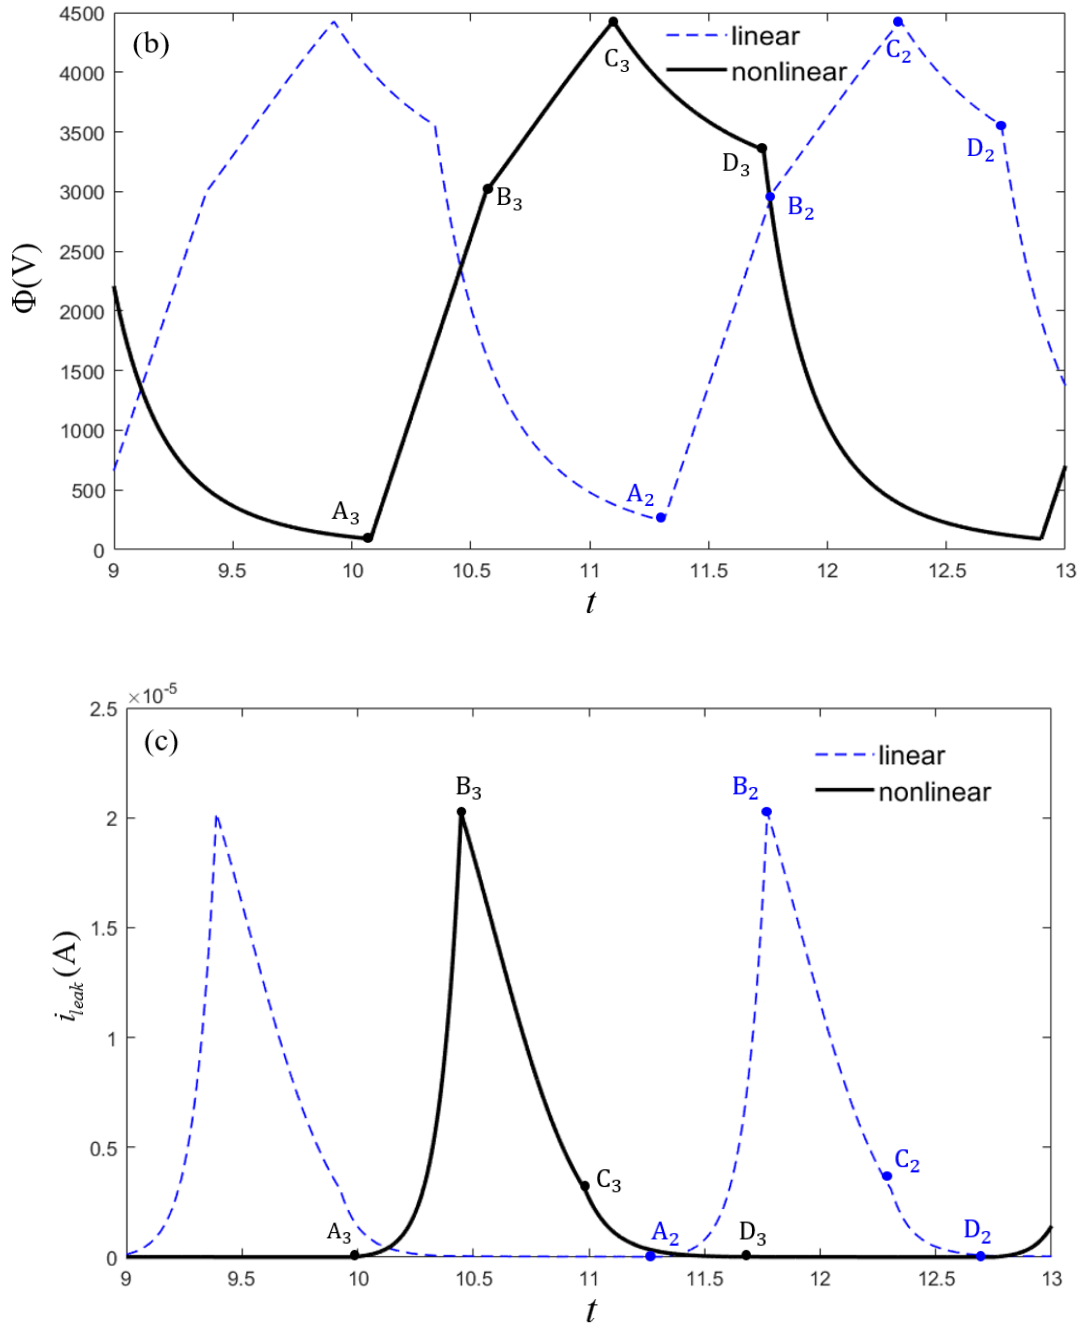 (b)
linear
nonlinear
4500
4000
3500
3000
2500
2000
1500
1000
500
0
Φ(V)
C₃
C₂
D₃
D₂
B₃
B₂
A₃
A₂
9 9.5 10 10.5 11 11.5 12 12.5 13
t
×10⁻⁵
(c)
linear
nonlinear
2.5
2
1.5
1
0.5
0
i_leak(A)
B₃
B₂
C₃
C₂
A₃
A₂
D₃
D₂
9 9.5 10 10.5 11 11.5 12 12.5 13
t